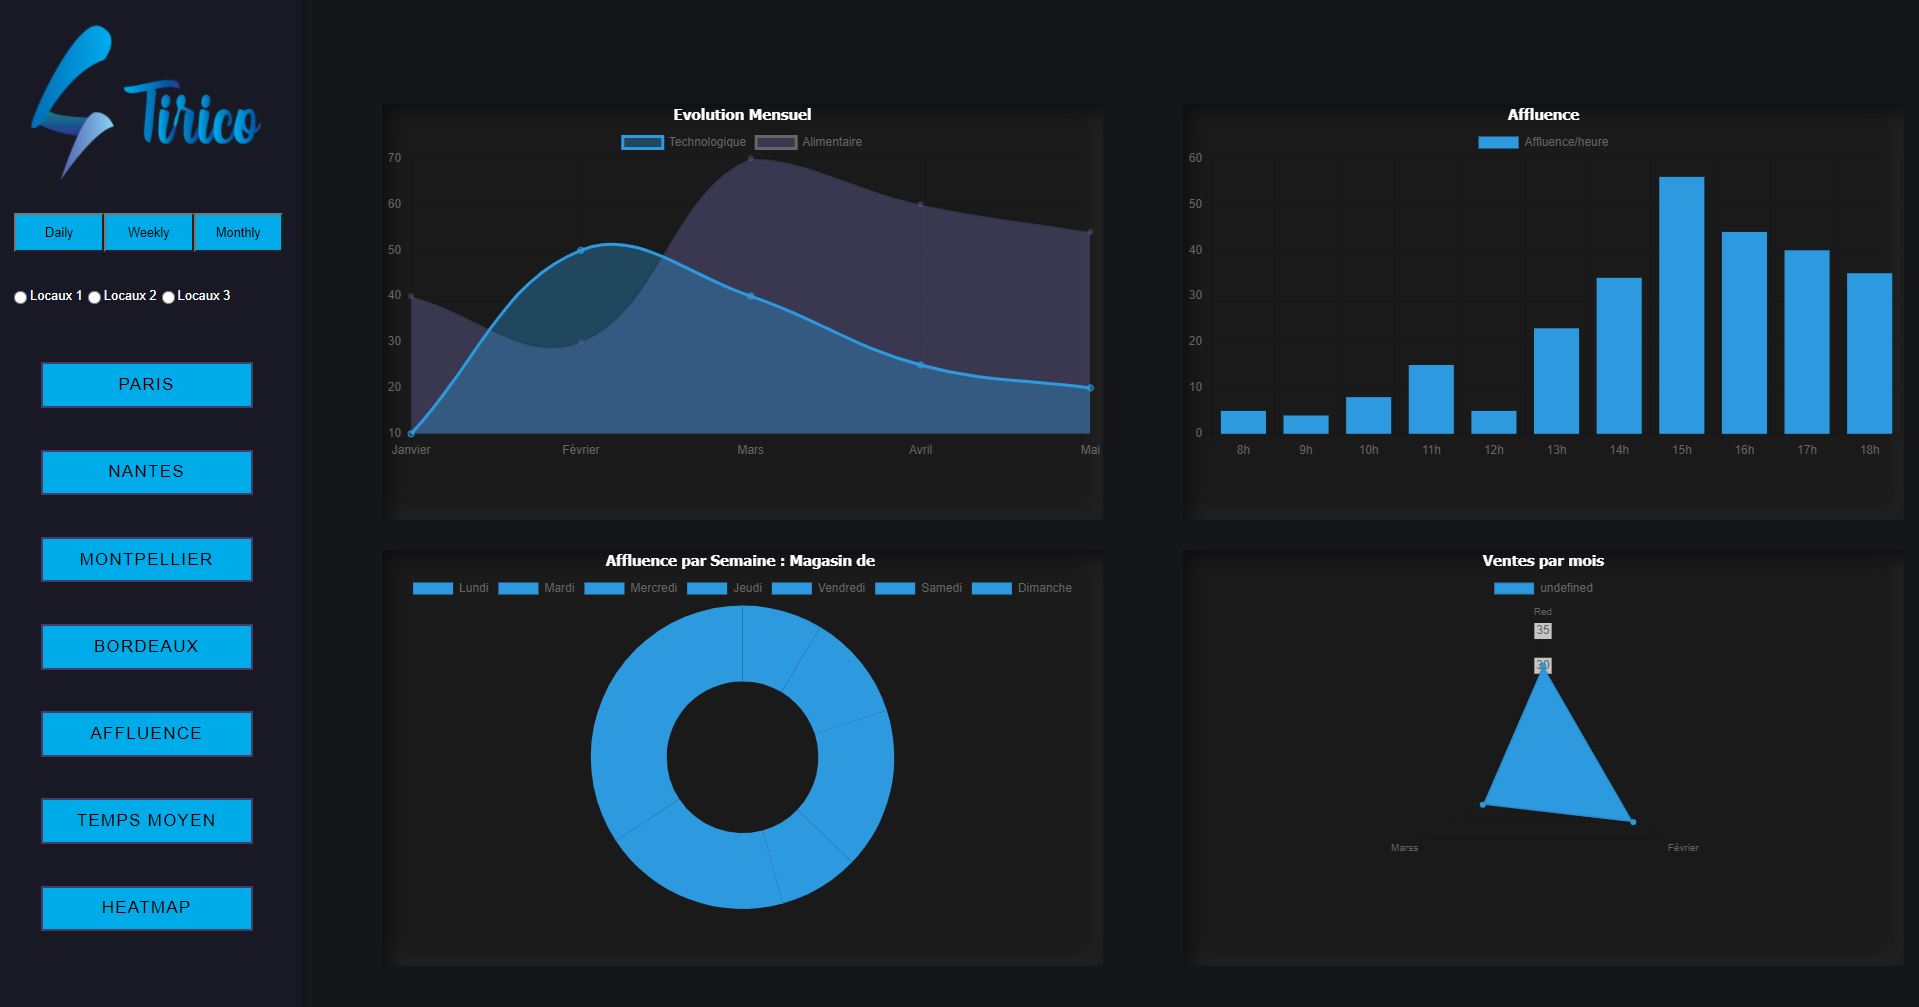 Tirico
Daily Weekly Monthly
Locaux 1 Locaux 2 Locaux 3
PARIS
NANTES
MONTPELLIER
BORDEAUX
AFFLUENCE
TEMPS MOYEN
HEATMAP
Evolution Mensuel
Technologique Alimentaire
70
60
50
40
30
20
10
Janvier Février Mars Avril Mai
Affluence
Affluence/heure
60
50
40
30
20
10
0
8h 9h 10h 11h 12h 13h 14h 15h 16h 17h 18h
Affluence par Semaine : Magasin de
Lundi Mardi Mercredi Jeudi Vendredi Samedi Dimanche
Ventes par mois
undefined
Red
35
30
Marss Février